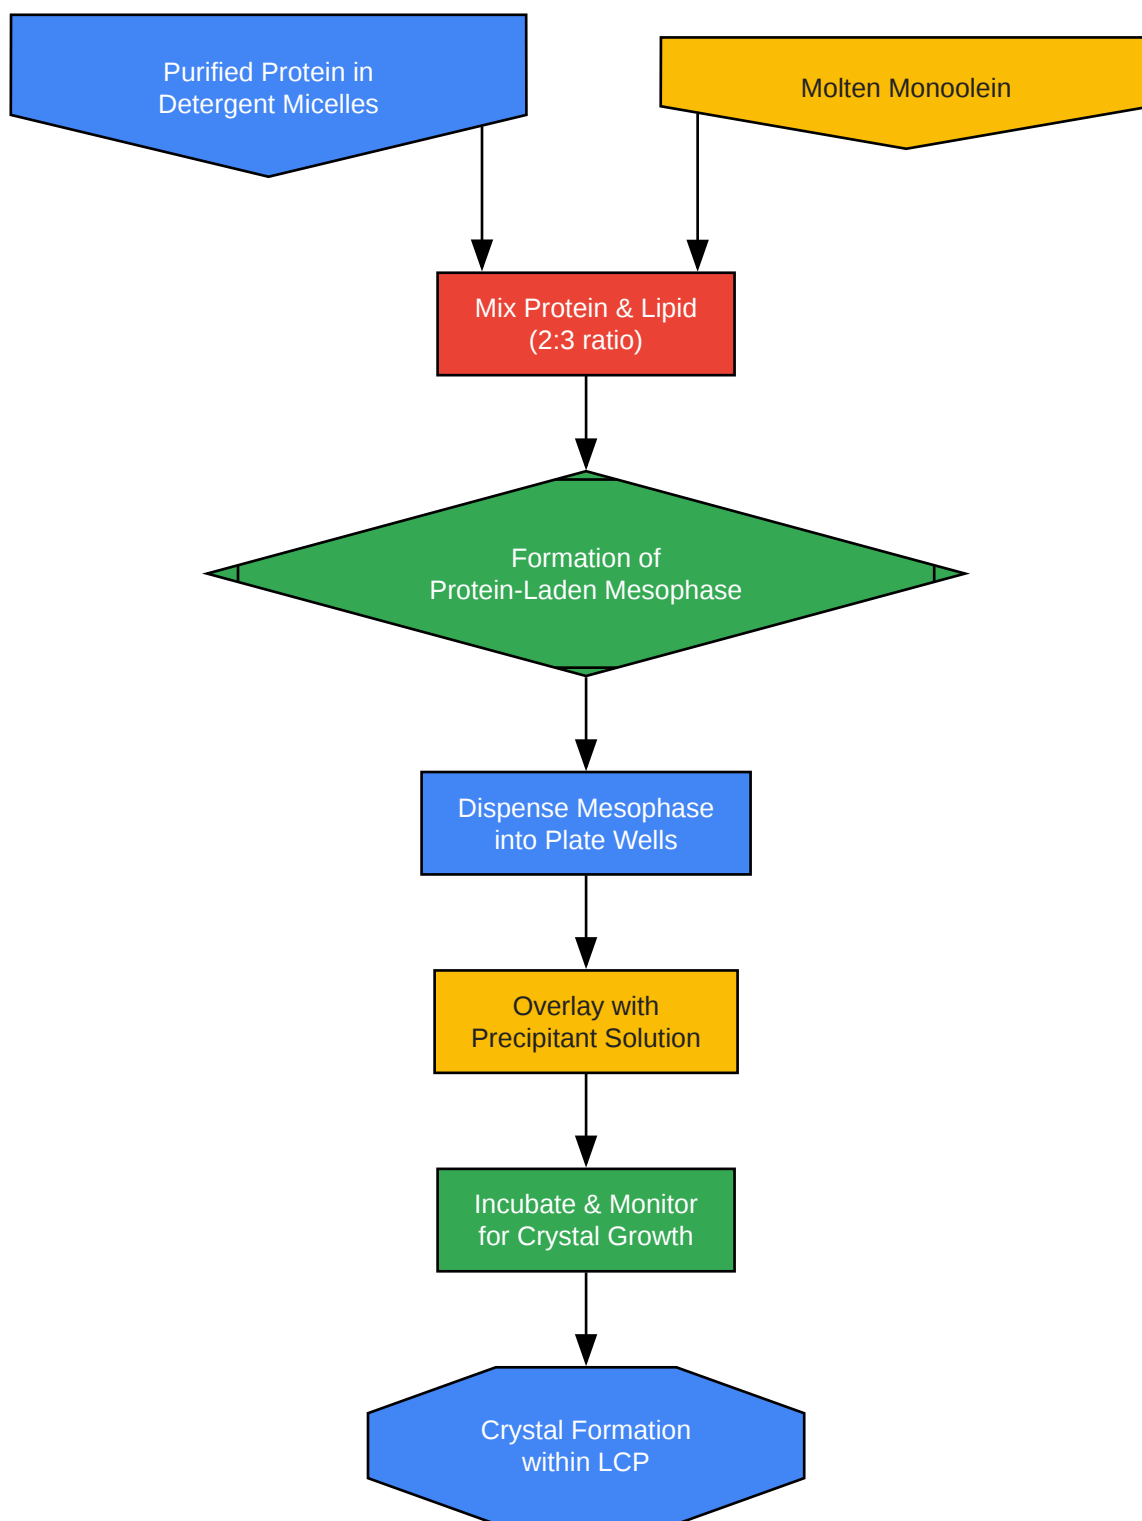 Purified Protein in
Detergent Micelles
Molten Monoolein
Mix Protein & Lipid
(2:3 ratio)
Formation of
Protein-Laden Mesophase
Dispense Mesophase
into Plate Wells
Overlay with
Precipitant Solution
Incubate & Monitor
for Crystal Growth
Crystal Formation
within LCP